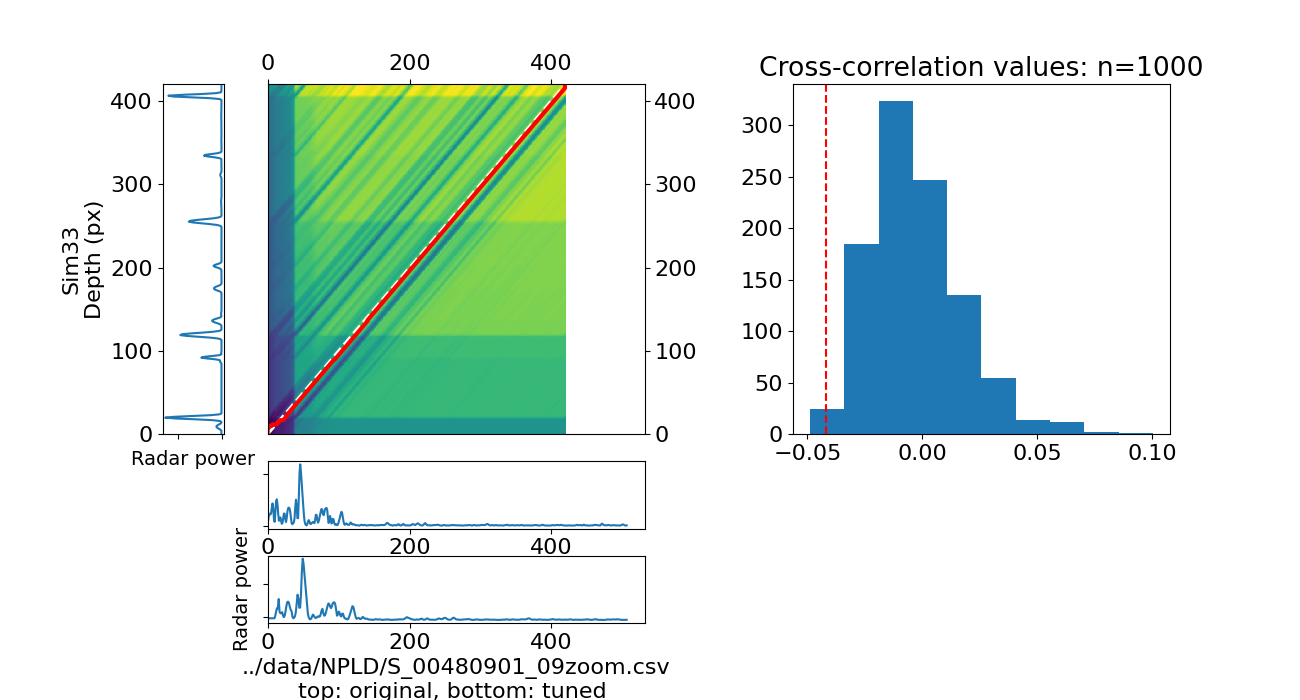 Cross-correlation values: n=1000
0 200 400
400
300
200
100
0
Sim33
Depth (px)
400
300
200
100
0
300
250
200
150
100
50
0
−0.05 0.00 0.05 0.10
Radar power
0 200 400
Radar power
0 200 400
../data/NPLD/S_00480901_09zoom.csv
top: original, bottom: tuned